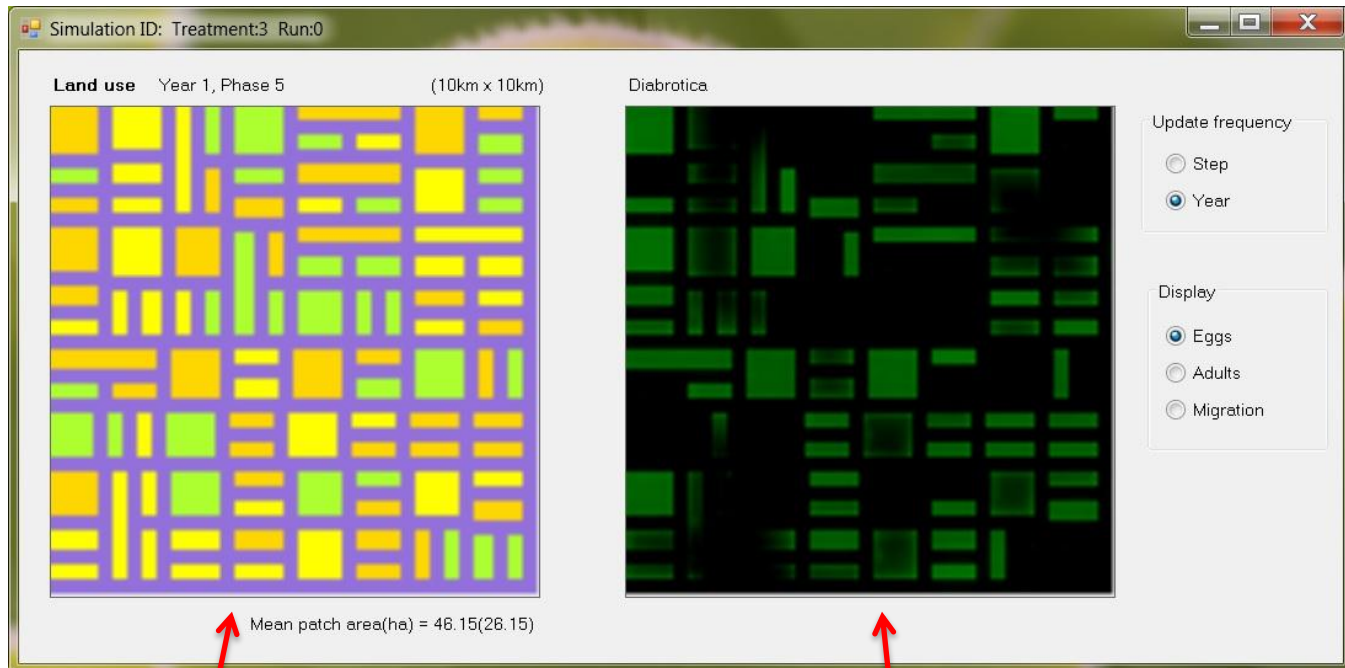 Simulation ID: Treatment:3 Run:0
Land use Year 1, Phase 5 (10km x 10km)
Diabrotica
Mean patch area(ha) = 46.15(26.15)
Update frequency
Step
Year
Display
Eggs
Adults
Migration